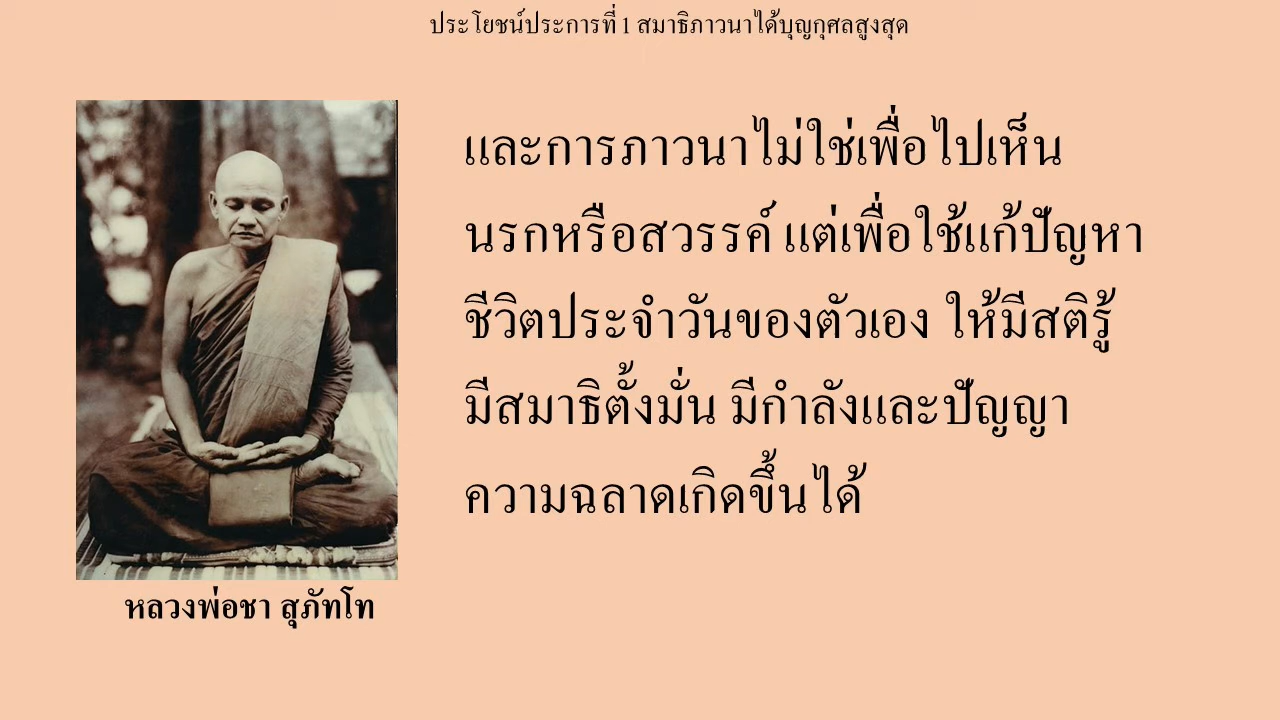 ประโยชน์ประการที่ 1 สมาธิภาวนาได้บุญกุศลสูงสุด
และการภาวนาไม่ใช่เพื่อไปเห็น
นรกหรือสวรรค์ แต่เพื่อใช้แก้ปัญหา
ชีวิตประจำวันของตัวเอง ให้มีสติรู้
มีสมาธิตั้งมั่น มีกำลังและปัญญา
ความฉลาดเกิดขึ้นได้
หลวงพ่อชา สุภัทโท